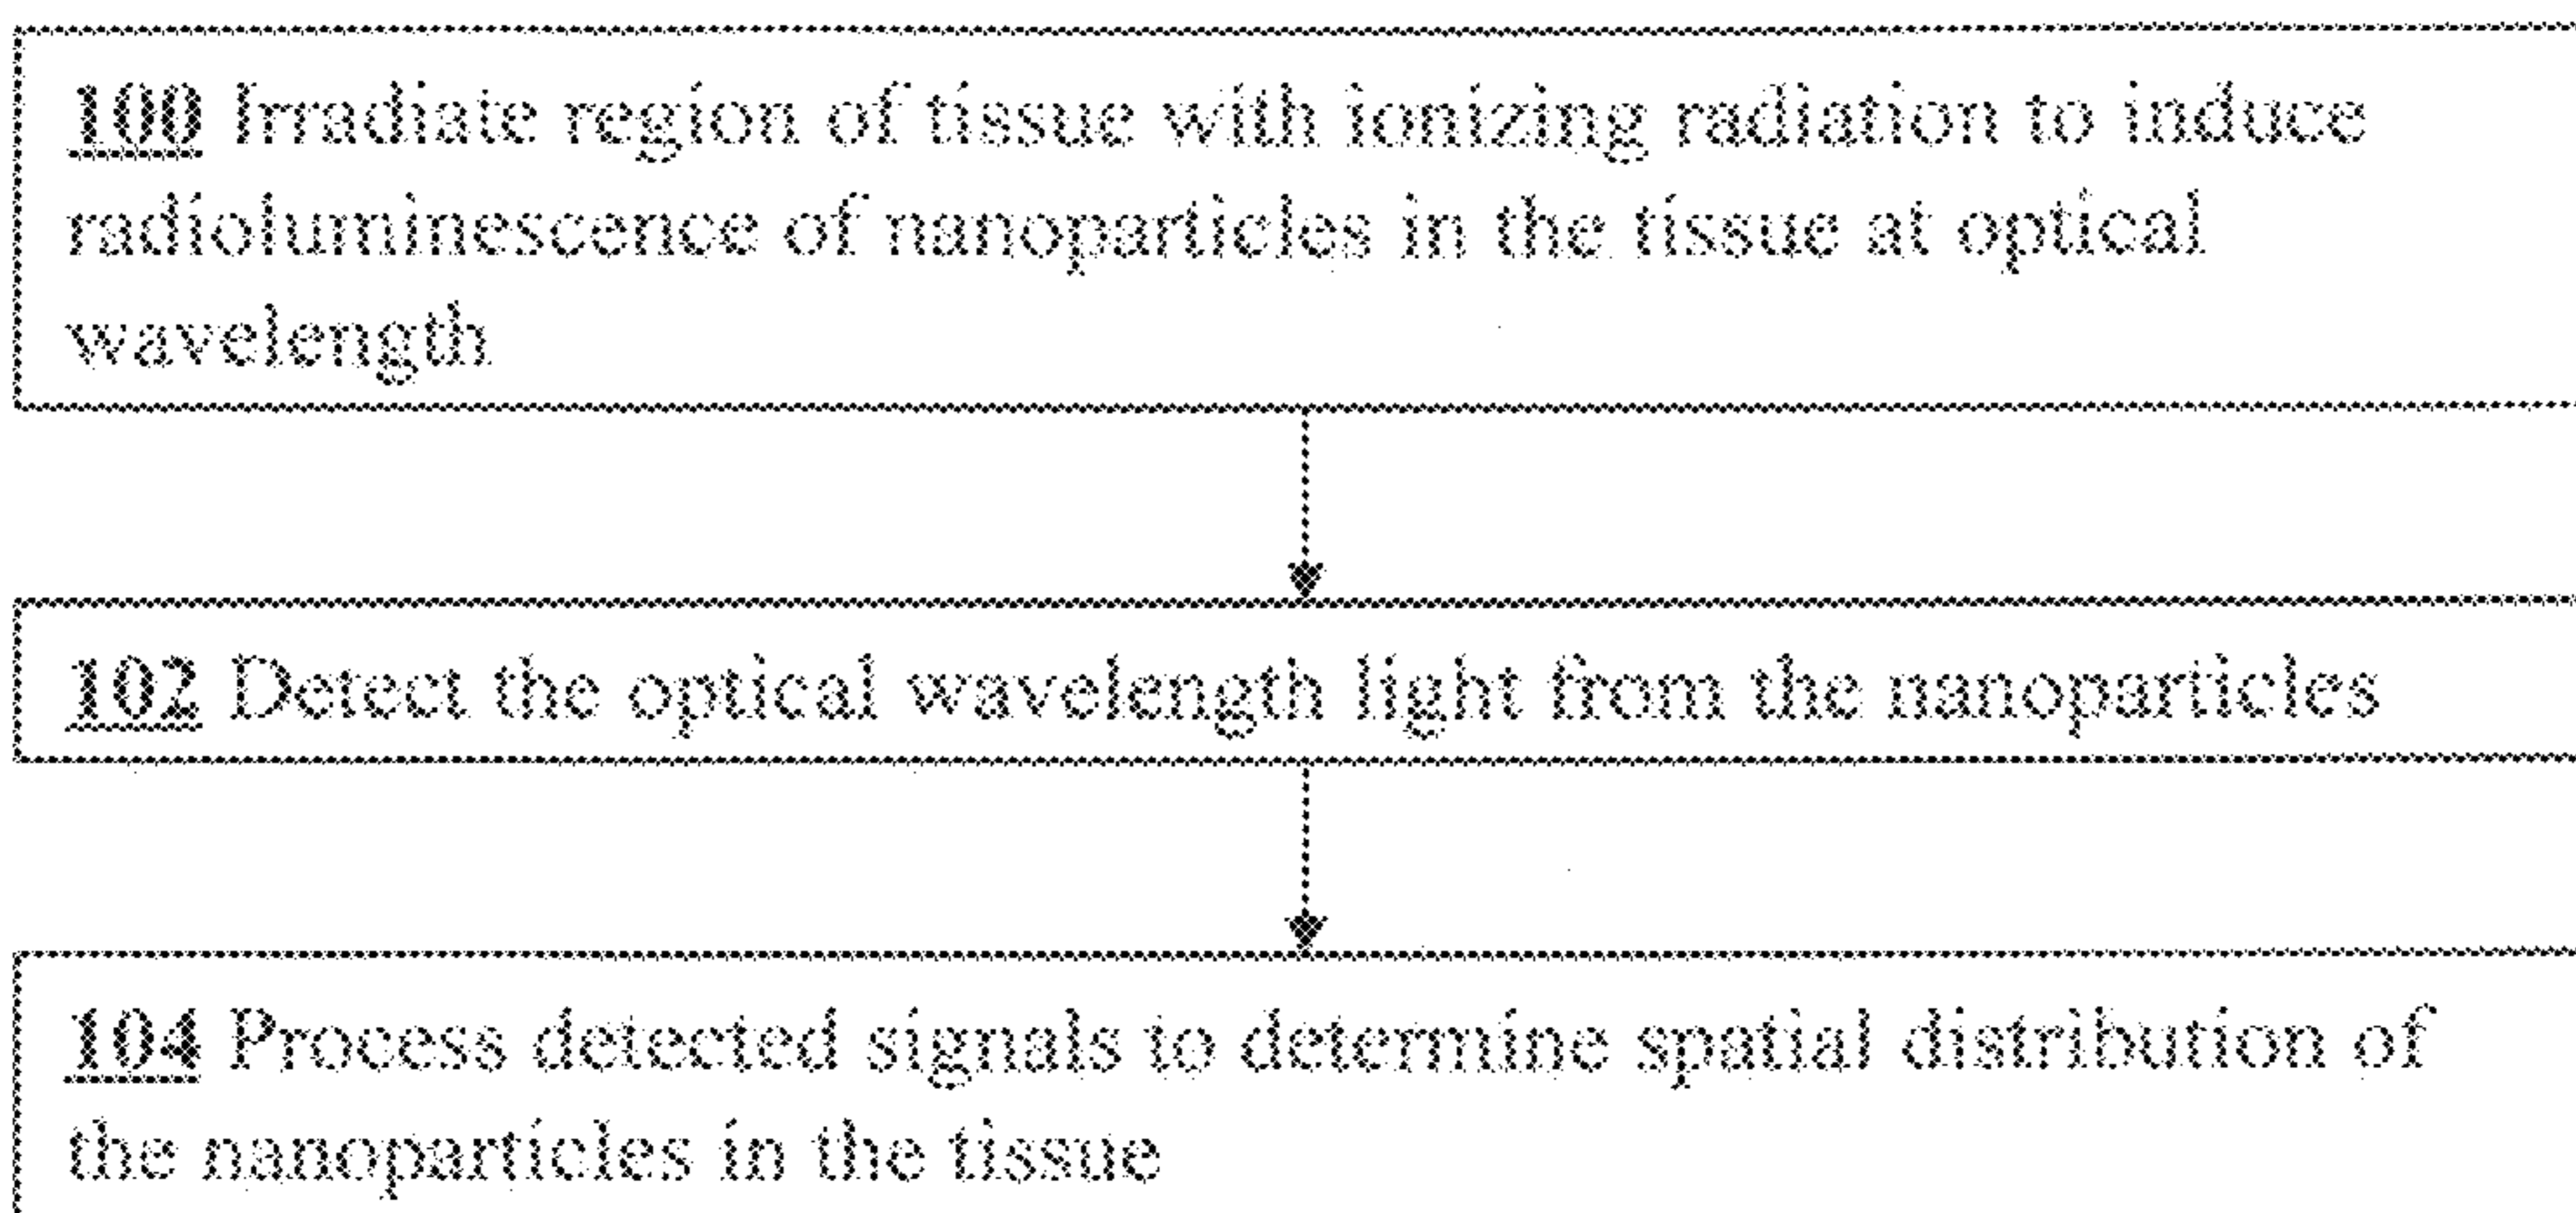 100 Irradiate region of tissue with ionizing radiation to induce
radioluminescence of nanoparticles in the tissue at optical
wavelength
102 Detect the optical wavelength light from the nanoparticles
104 Process detected signals to determine spatial distribution of
the nanoparticles in the tissue